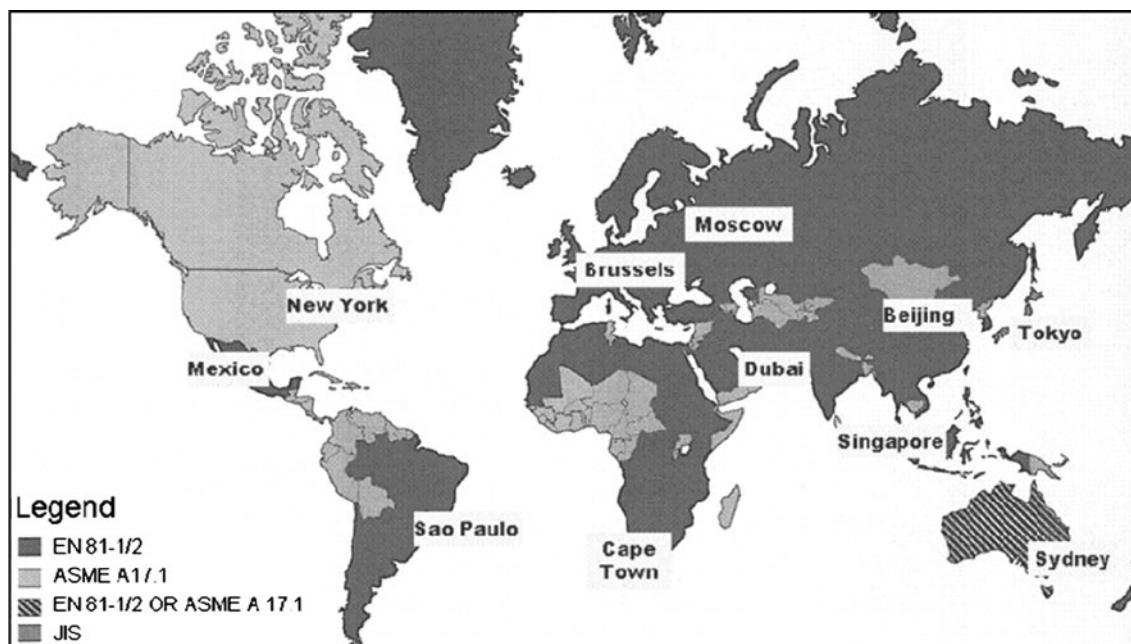 Moscow
Brussels
New York
Beijing
Tokyo
Mexico
Dubai
Singapore
Legend
Sao Paulo
EN 81-1/2
Cape
Town
Sydney
ASME A17.1
EN 81-1/2 OR ASME A 17.1
JIS